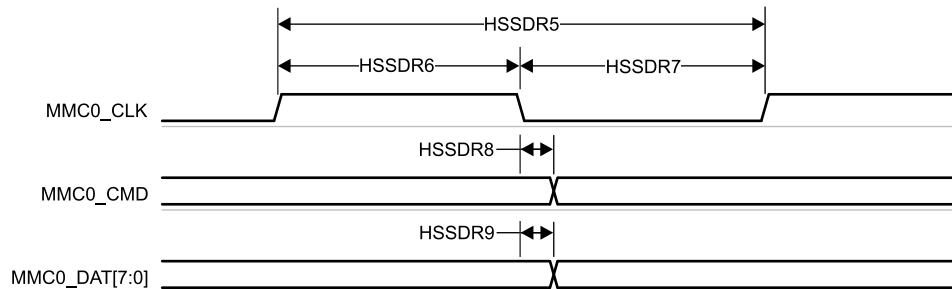 HSSDR5
HSSDR6 HSSDR7
MMC0_CLK
HSSDR8
MMC0_CMD
HSSDR9
MMC0_DAT[7:0]